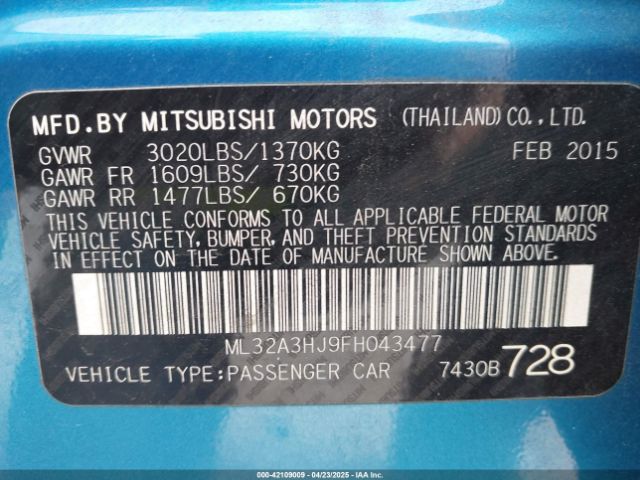 MFD.BY MITSUBISHI MOTORS (THAILAND)CO.,LTD.
GVWR 3020LBS/1370KG FEB 2015
GAWR FR 1609LBS/ 730KG
GAWR RR 1477LBS/ 670KG
THIS VEHICLE CONFORMS TO ALL APPLICABLE FEDERAL MOTOR
VEHICLE SAFETY, BUMPER, AND THEFT PREVENTION STANDARDS
IN EFFECT ON THE DATE OF MANUFACTURE SHOWN ABOVE.
ML32A3HJ9FH043477
VEHICLE TYPE:PASSENGER CAR 7430B 728
000-42109009 - 04/23/2025 - IAA Inc. (IAA)